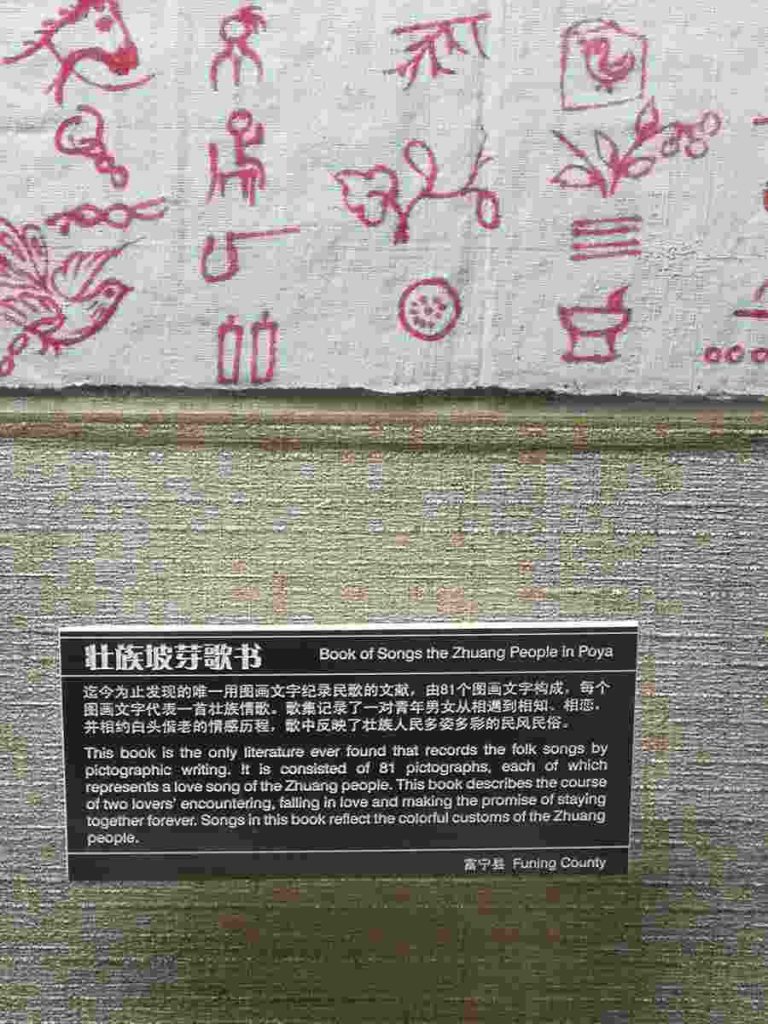 壮族坡芽歌书 Book of Songs the Zhuang People in Poya
迄今为止发现的唯一用图画文字纪录民歌的文献，由81个图画文字构成，每个
图画文字代表一首壮族情歌。歌集记录了一对青年男女从相遇到相知、相恋，
并相约白头偕老的情感历程，歌中反映了壮族人民多姿多彩的民风民俗。
This book is the only literature ever found that records the folk songs by
pictographic writing. It is consisted of 81 pictographs, each of which
represents a love song of the Zhuang people. This book describes the course
of two lovers' encountering, falling in love and making the promise of staying
together forever. Songs in this book reflect the colorful customs of the Zhuang
people.
富宁县 Funing County